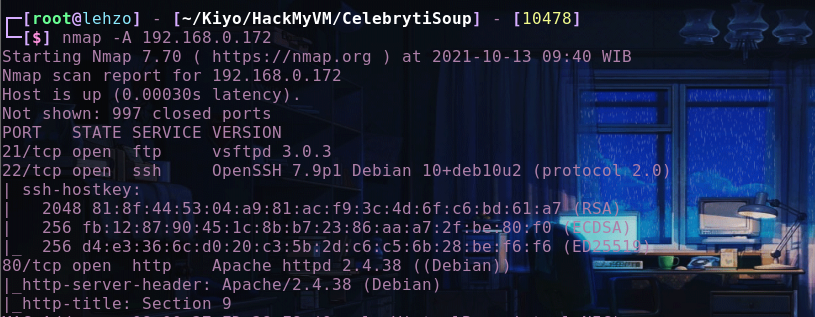 ┌─[root@lehzo] - [~/Kiyo/HackMyVM/CelebrytiSoup] - [10478]
└─[$] nmap -A 192.168.0.172
Starting Nmap 7.70 ( https://nmap.org ) at 2021-10-13 09:40 WIB
Nmap scan report for 192.168.0.172
Host is up (0.00030s latency).
Not shown: 997 closed ports
PORT   STATE SERVICE VERSION
21/tcp open  ftp     vsftpd 3.0.3
22/tcp open  ssh     OpenSSH 7.9p1 Debian 10+deb10u2 (protocol 2.0)
| ssh-hostkey:
|   2048 81:8f:44:53:04:a9:81:ac:f9:3c:4d:6f:c6:bd:61:a7 (RSA)
|   256 fb:12:87:90:45:1c:8b:b7:23:86:aa:a7:2f:be:80:f0 (ECDSA)
|_  256 d4:e3:36:6c:d0:20:c3:5b:2d:c6:c5:6b:28:be:f6:f6 (ED25519)
80/tcp open  http    Apache httpd 2.4.38 ((Debian))
|_http-server-header: Apache/2.4.38 (Debian)
|_http-title: Section 9